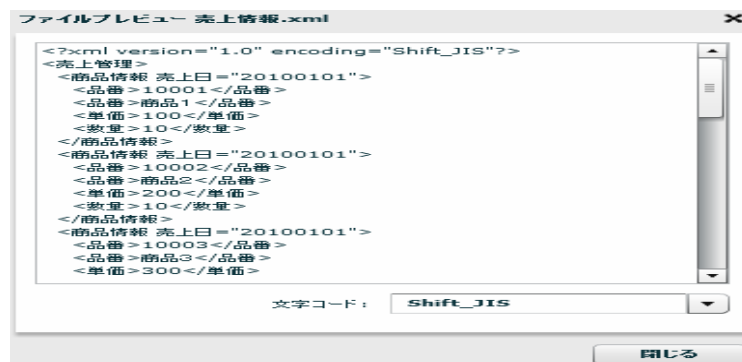 ファイルプレビュー 売上情報.xml
<?xml version="1.0" encoding="Shift_JIS"?>
<売上管理>
<商品情報 売上日="20100101">
<品番>10001</品番>
<品番>商品1</品番>
<単価>100</単価>
<数量>10</数量>
</商品情報>
<商品情報 売上日="20100101">
<品番>10002</品番>
<品番>商品2</品番>
<単価>200</単価>
<数量>10</数量>
</商品情報>
<商品情報 売上日="20100101">
<品番>10003</品番>
<品番>商品3</品番>
<単価>300</単価>
文字コード： Shift_JIS
閉じる